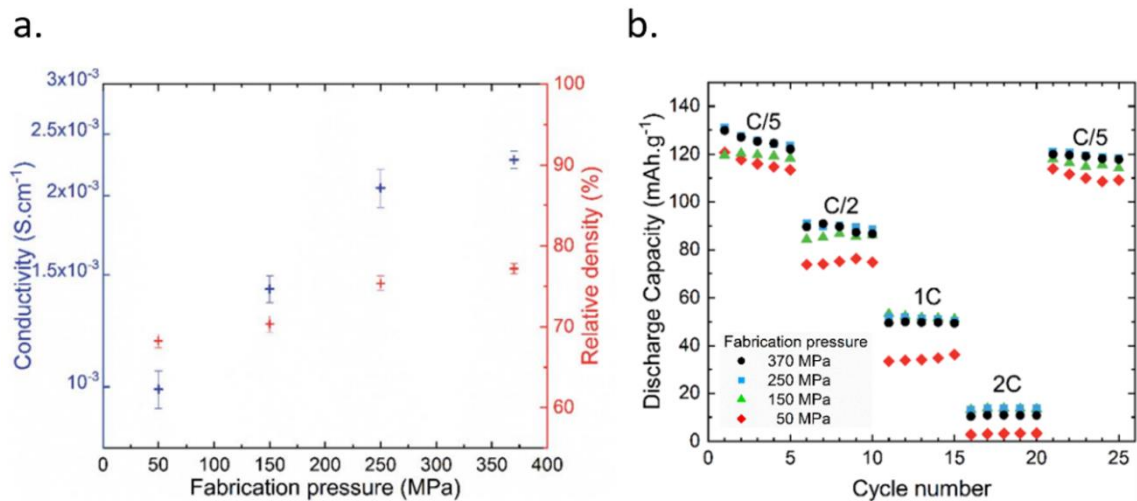 a.
3x10⁻³
2.5x10⁻³
2x10⁻³
1.5x10⁻³
10⁻³
Conductivity (S.cm⁻¹)
100
90
80
70
60
Relative density (%)
0 50 100 150 200 250 300 350 400
Fabrication pressure (MPa)
b.
140
120
100
80
60
40
20
0
Discharge Capacity (mAh.g⁻¹)
C/5
C/2
1C
2C
C/5
Fabrication pressure
370 MPa
250 MPa
150 MPa
50 MPa
0 5 10 15 20 25
Cycle number